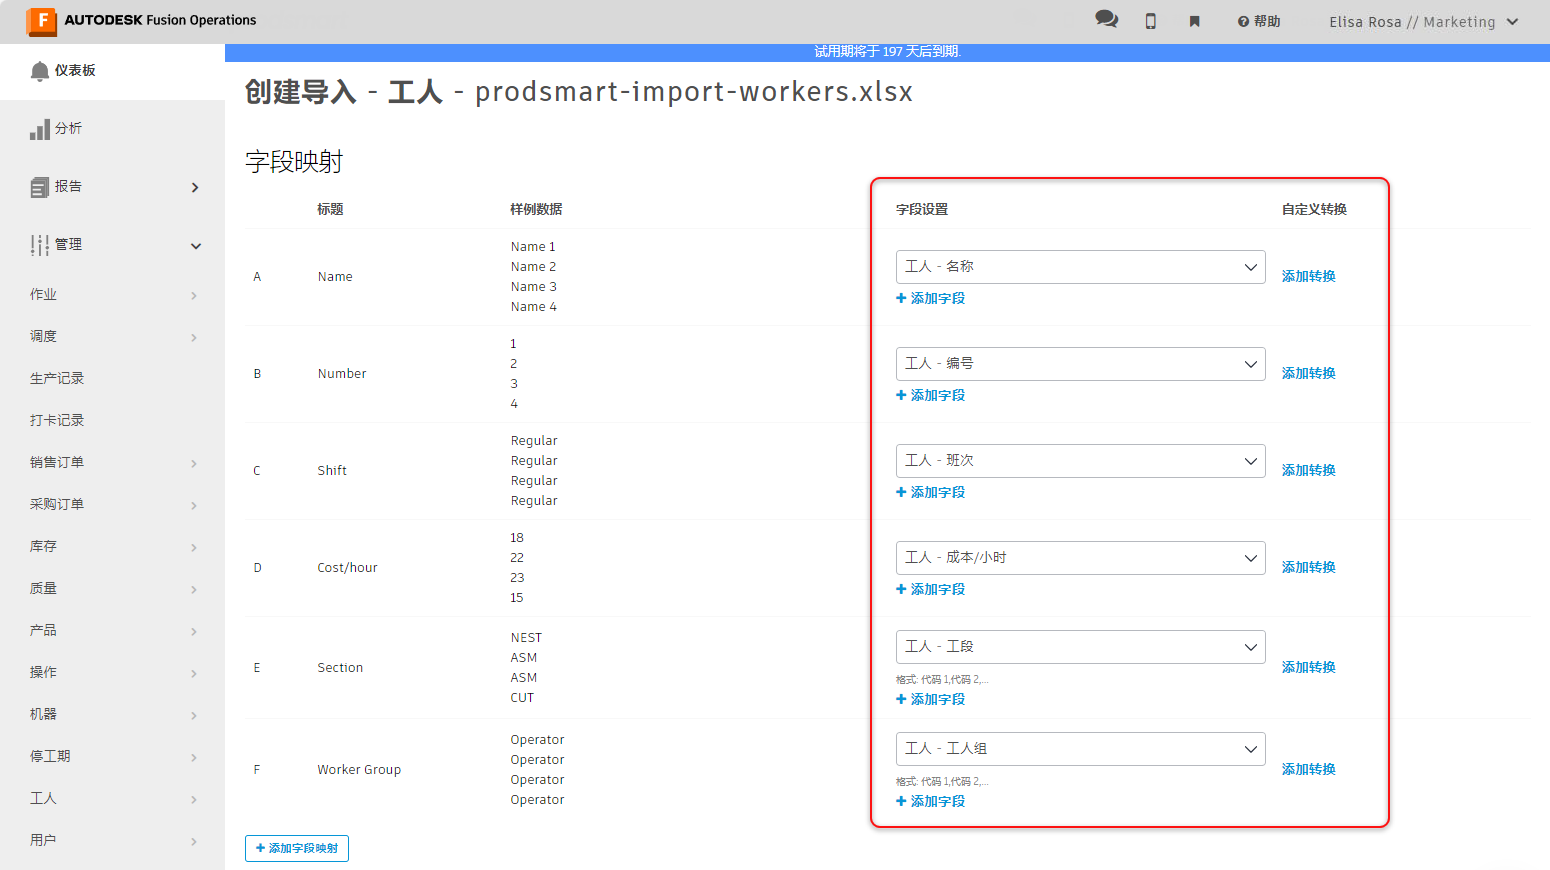 AUTODESK Fusion Operations
帮助
Elisa Rosa // Marketing
试用期将于 197 天后到期.
仪表板
分析
报告
管理
作业
调度
生产记录
打卡记录
销售订单
采购订单
库存
质量
产品
操作
机器
停工期
工人
用户
创建导入 - 工人 - prodsmart-import-workers.xlsx
字段映射
标题 样例数据 字段设置 自定义转换
A Name
Name 1
Name 2
Name 3
Name 4
工人 - 名称
+ 添加字段
添加转换
B Number
1
2
3
4
工人 - 编号
+ 添加字段
添加转换
C Shift
Regular
Regular
Regular
Regular
工人 - 班次
+ 添加字段
添加转换
D Cost/hour
18
22
23
15
工人 - 成本/小时
+ 添加字段
添加转换
E Section
NEST
ASM
ASM
CUT
工人 - 工段
格式: 代码 1,代码 2,...
+ 添加字段
添加转换
F Worker Group
Operator
Operator
Operator
Operator
工人 - 工人组
格式: 代码 1,代码 2,...
+ 添加字段
添加转换
+ 添加字段映射